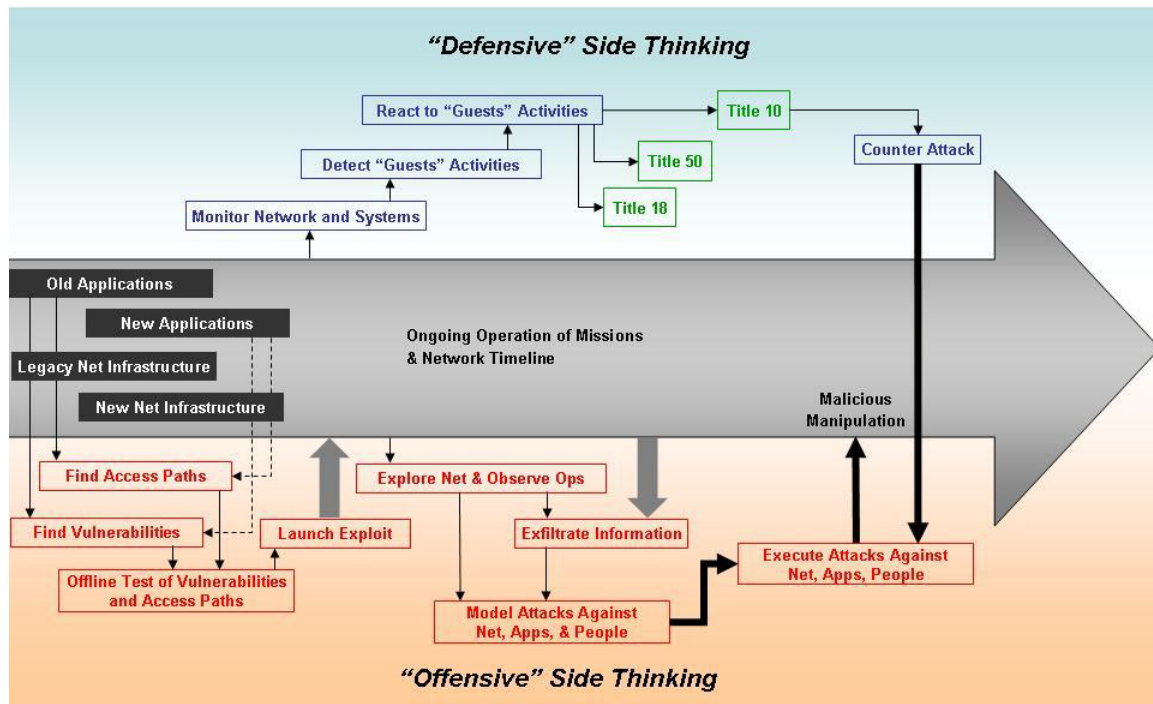 “Defensive” Side Thinking
React to “Guests” Activities
Title 10
Detect “Guests” Activities
Title 50
Counter Attack
Monitor Network and Systems
Title 18
Old Applications
New Applications
Legacy Net Infrastructure
New Net Infrastructure
Ongoing Operation of Missions
& Network Timeline
Malicious
Manipulation
Find Access Paths
Explore Net & Observe Ops
Find Vulnerabilities
Launch Exploit
Exfiltrate Information
Offline Test of Vulnerabilities
and Access Paths
Execute Attacks Against
Net, Apps, People
Model Attacks Against
Net, Apps, & People
“Offensive” Side Thinking